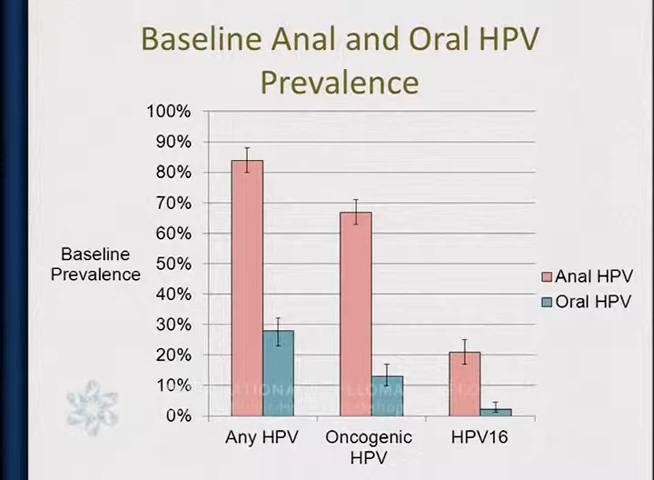 Baseline Anal and Oral HPV
Prevalence
100%
90%
80%
70%
60%
50%
40%
30%
20%
10%
0%
Baseline
Prevalence
Any HPV
Oncogenic
HPV
HPV16
Anal HPV
Oral HPV